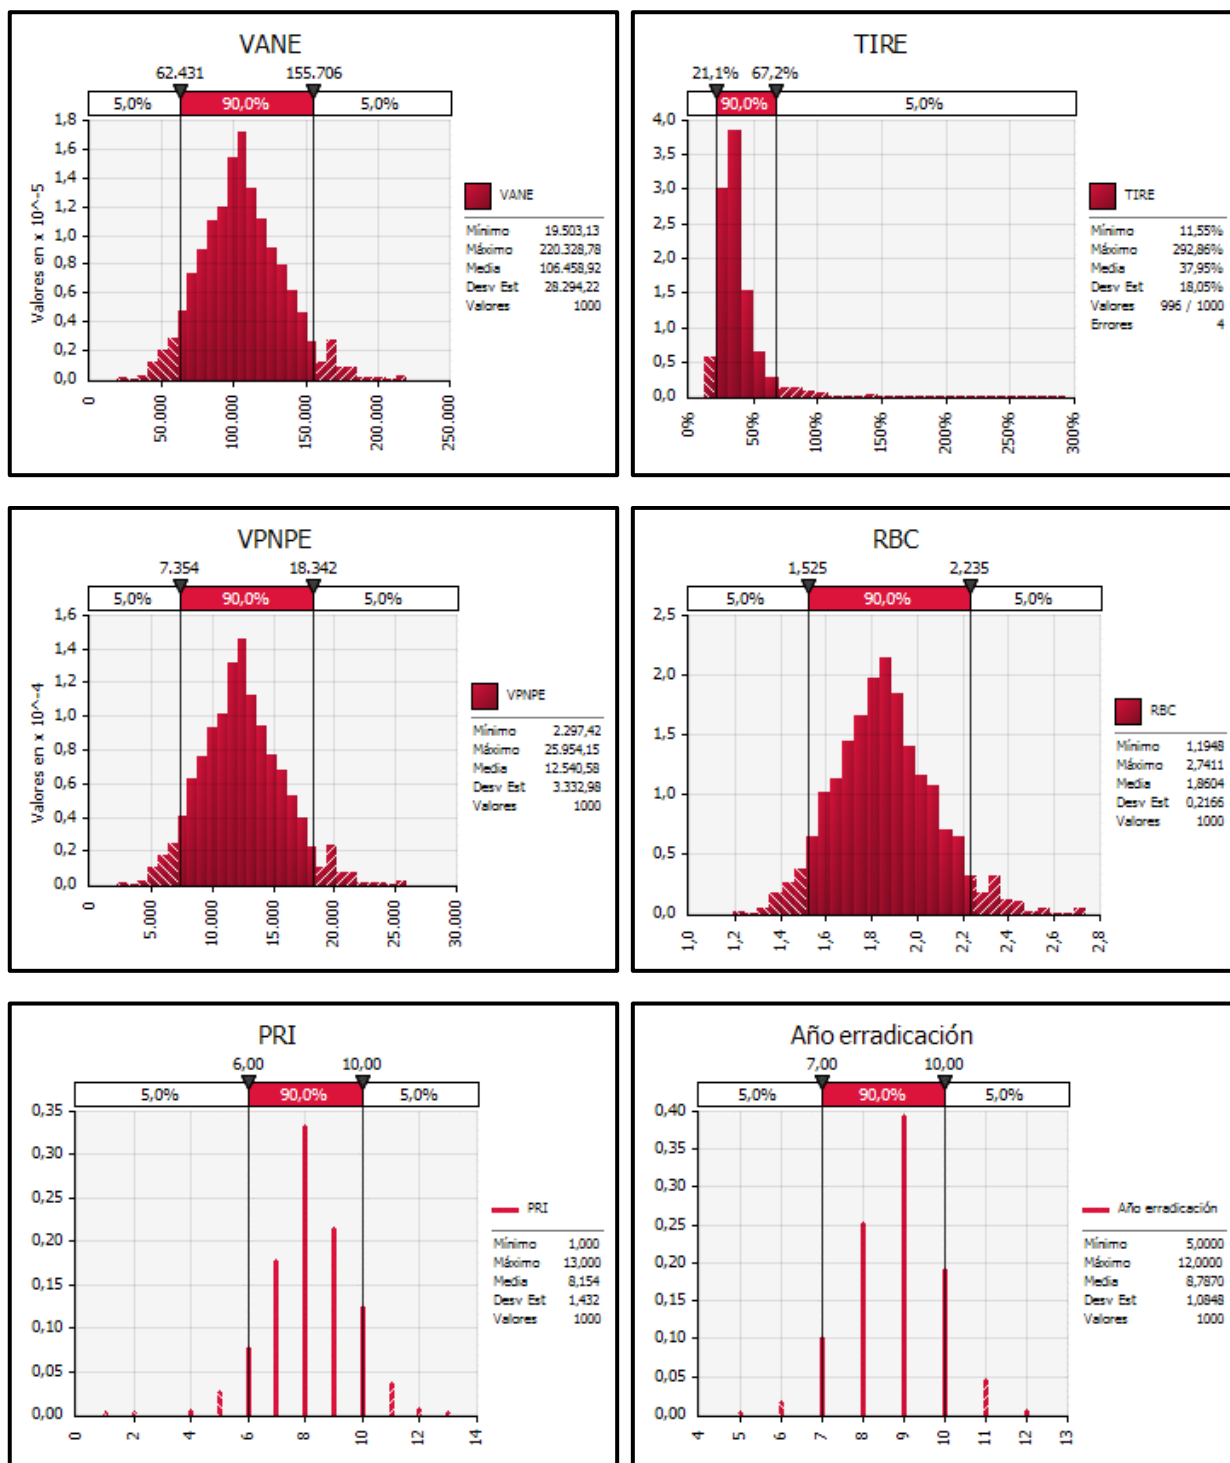 VANE
62.431 155.706
5,0% 90,0% 5,0%
1,8
1,6
1,4
1,2
1,0
0,8
0,6
0,4
0,2
0,0
Valores en x 10^-5
0 50.000 100.000 150.000 200.000 250.000
VANE
Mínimo 19.503,13
Máximo 220.328,78
Media 106.458,92
Desv Est 28.294,22
Valores 1000
TIRE
21,1% 67,2%
90,0% 5,0%
4,0
3,5
3,0
2,5
2,0
1,5
1,0
0,5
0,0
0% 50% 100% 150% 200% 250% 300%
TIRE
Mínimo 11,55%
Máximo 292,86%
Media 37,95%
Desv Est 18,05%
Valores 996 / 1000
Errores 4
VPNPE
7.354 18.342
5,0% 90,0% 5,0%
1,6
1,4
1,2
1,0
0,8
0,6
0,4
0,2
0,0
Valores en x 10^-4
0 5.000 10.000 15.000 20.000 25.000 30.000
VPNPE
Mínimo 2.297,42
Máximo 25.954,15
Media 12.540,58
Desv Est 3.332,98
Valores 1000
RBC
1,525 2,235
5,0% 90,0% 5,0%
2,5
2,0
1,5
1,0
0,5
0,0
1,0 1,2 1,4 1,6 1,8 2,0 2,2 2,4 2,6 2,8
RBC
Mínimo 1,1948
Máximo 2,7411
Media 1,8604
Desv Est 0,2166
Valores 1000
PRI
6,00 10,00
5,0% 90,0% 5,0%
0,35
0,30
0,25
0,20
0,15
0,10
0,05
0,00
0 2 4 6 8 10 12 14
PRI
Mínimo 1,000
Máximo 13,000
Media 8,154
Desv Est 1,432
Valores 1000
Año erradicación
7,00 10,00
5,0% 90,0% 5,0%
0,40
0,35
0,30
0,25
0,20
0,15
0,10
0,05
0,00
4 5 6 7 8 9 10 11 12 13
Año erradicación
Mínimo 5,0000
Máximo 12,0000
Media 8,7870
Desv Est 1,0848
Valores 1000